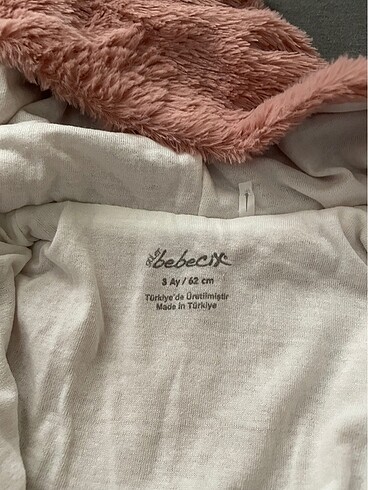 bebecix
3 Ay / 62 cm
Türkiye'de Üretilmiştir
Made in Türkiye